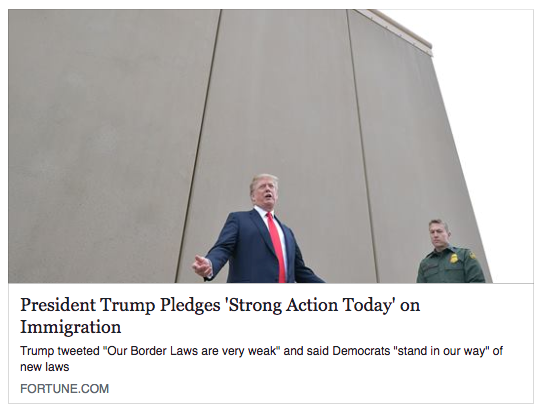 President Trump Pledges 'Strong Action Today' on
Immigration
Trump tweeted "Our Border Laws are very weak" and said Democrats "stand in our way" of
new laws
FORTUNE.COM